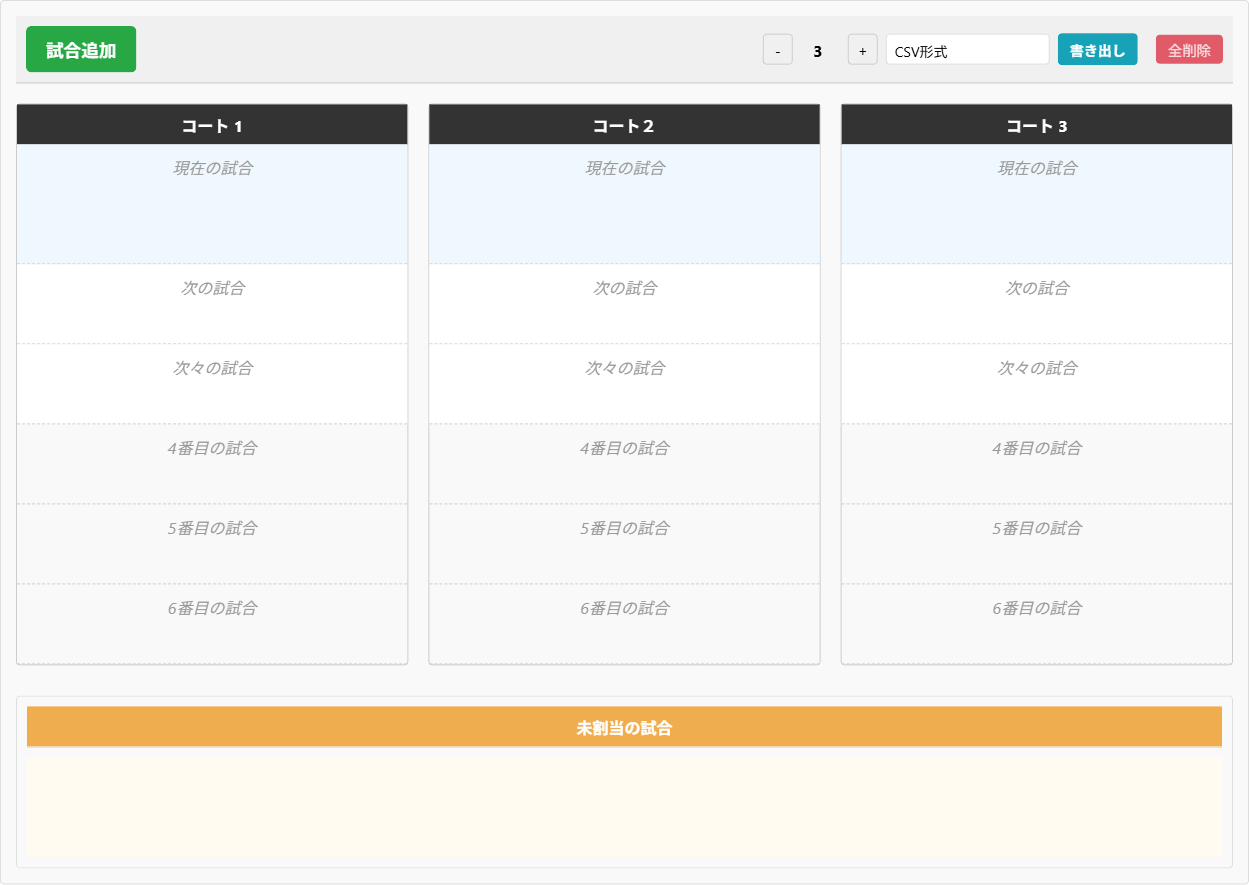 試合追加
- 3 + CSV形式 書き出し 全削除
コート 1
現在の試合
次の試合
次々の試合
4番目の試合
5番目の試合
6番目の試合
コート 2
現在の試合
次の試合
次々の試合
4番目の試合
5番目の試合
6番目の試合
コート 3
現在の試合
次の試合
次々の試合
4番目の試合
5番目の試合
6番目の試合
未割当の試合